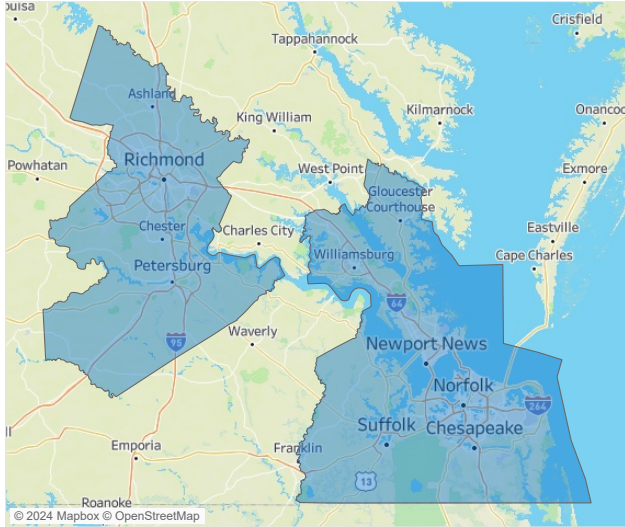 ouisa
Crisfield
Tappahannock
Ashland
Kilmarnock
Onancoc
King William
Richmond
Powhatan
West Point
Exmore
Gloucester
Courthouse
Chester
Charles City
Eastville
Williamsburg
Cape Charles
Petersburg
64
95
Waverly
Newport News
Norfolk
264
Suffolk
Chesapeake
ll
Emporia
Franklin
13
Roanoke
© 2024 Mapbox © OpenStreetMap